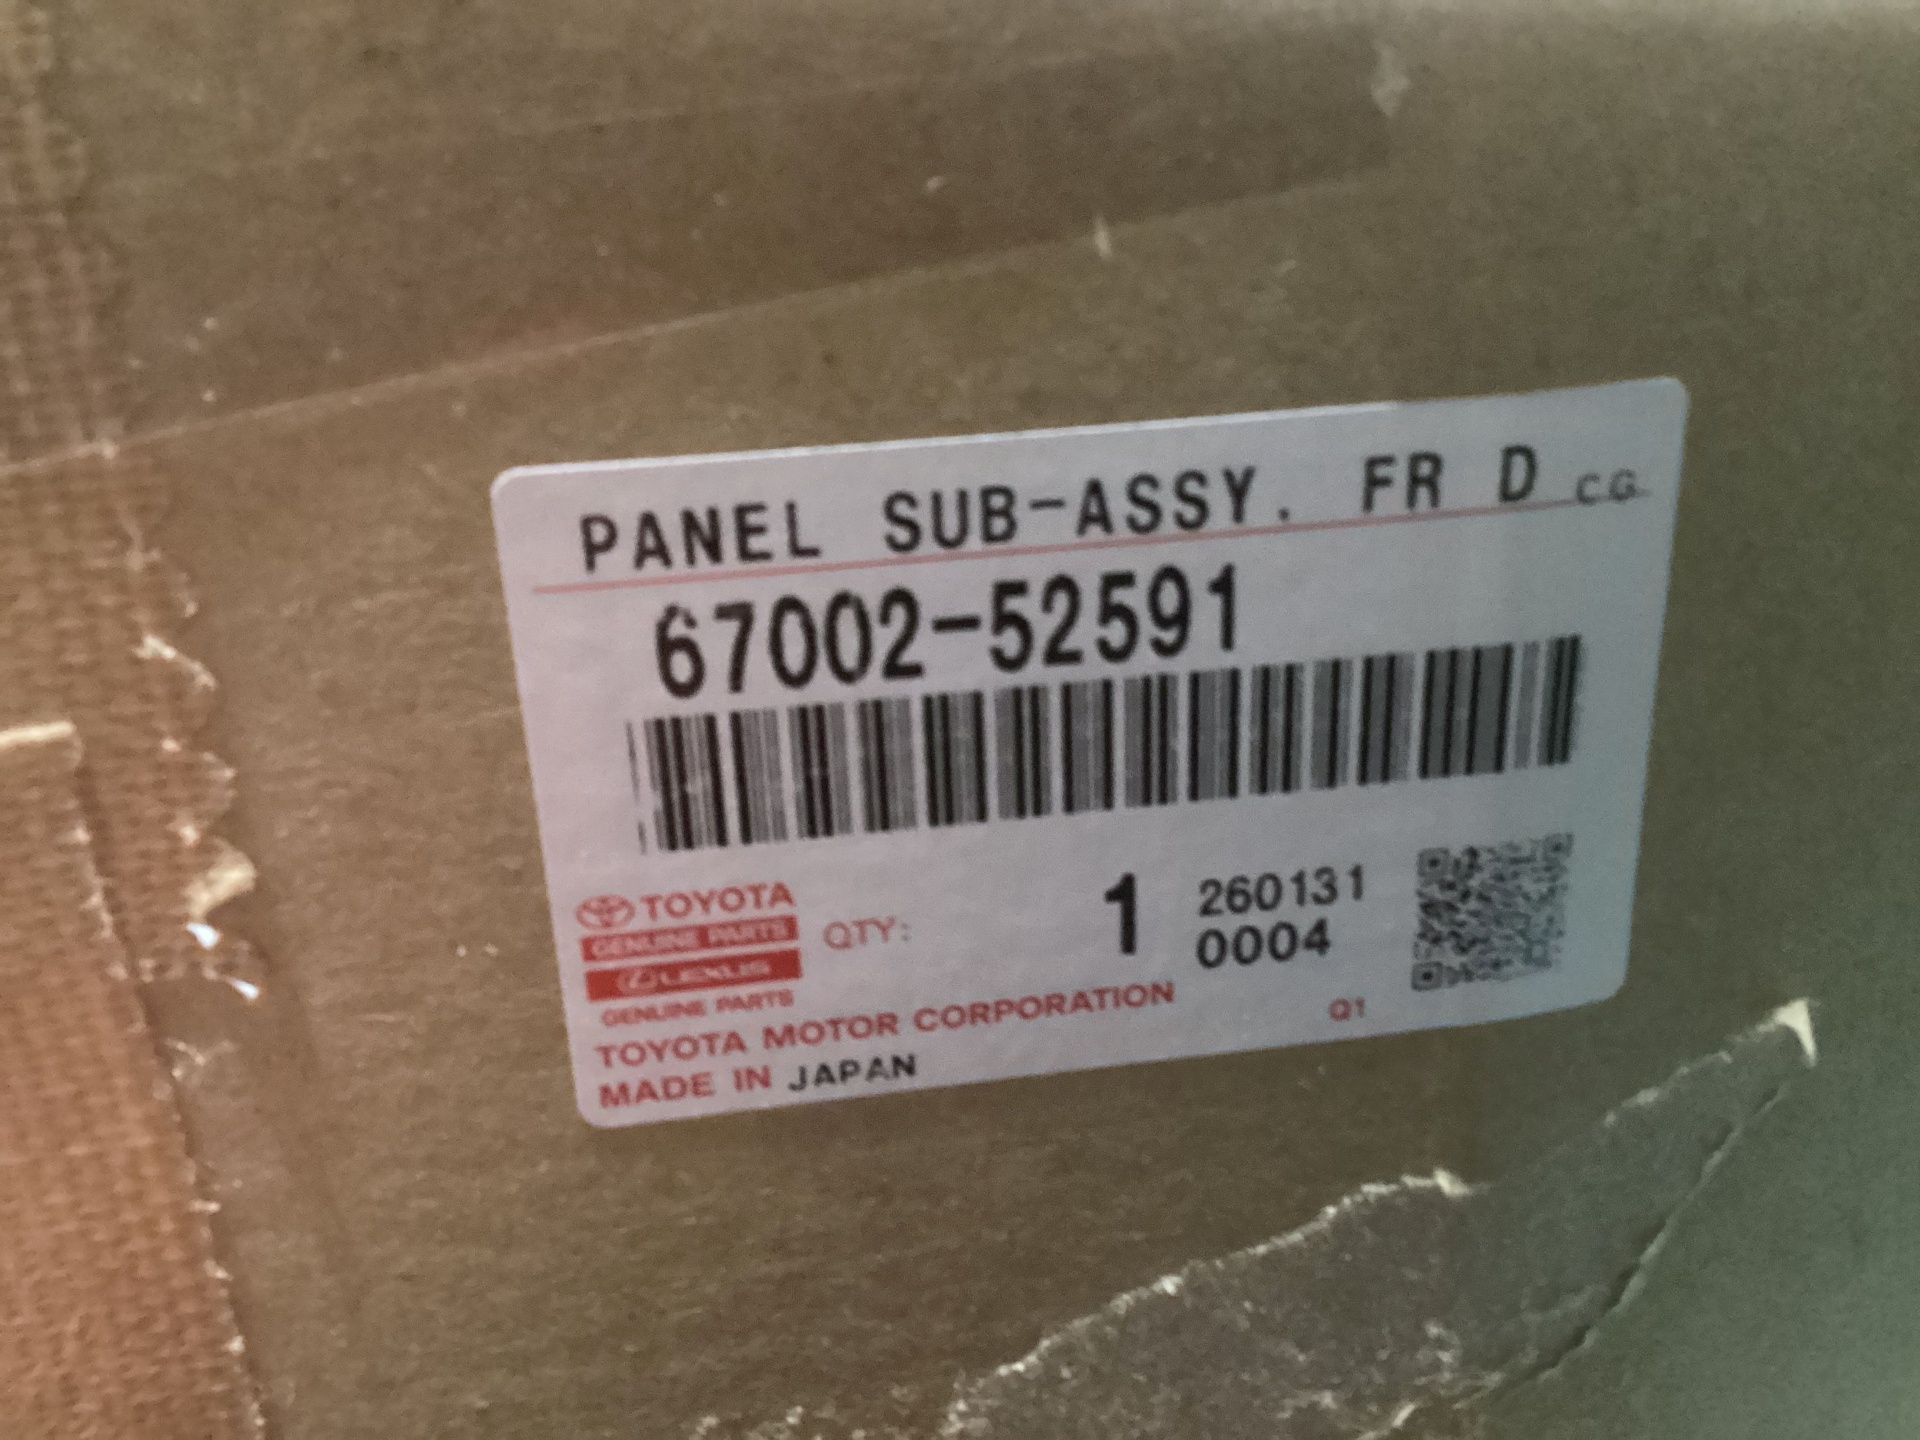 PANEL SUB-ASSY. FR D CG
67002-52591
TOYOTA
GENUINE PARTS
LEXUS
GENUINE PARTS
QTY: 1
260131
0004
TOYOTA MOTOR CORPORATION
Q1
MADE IN JAPAN